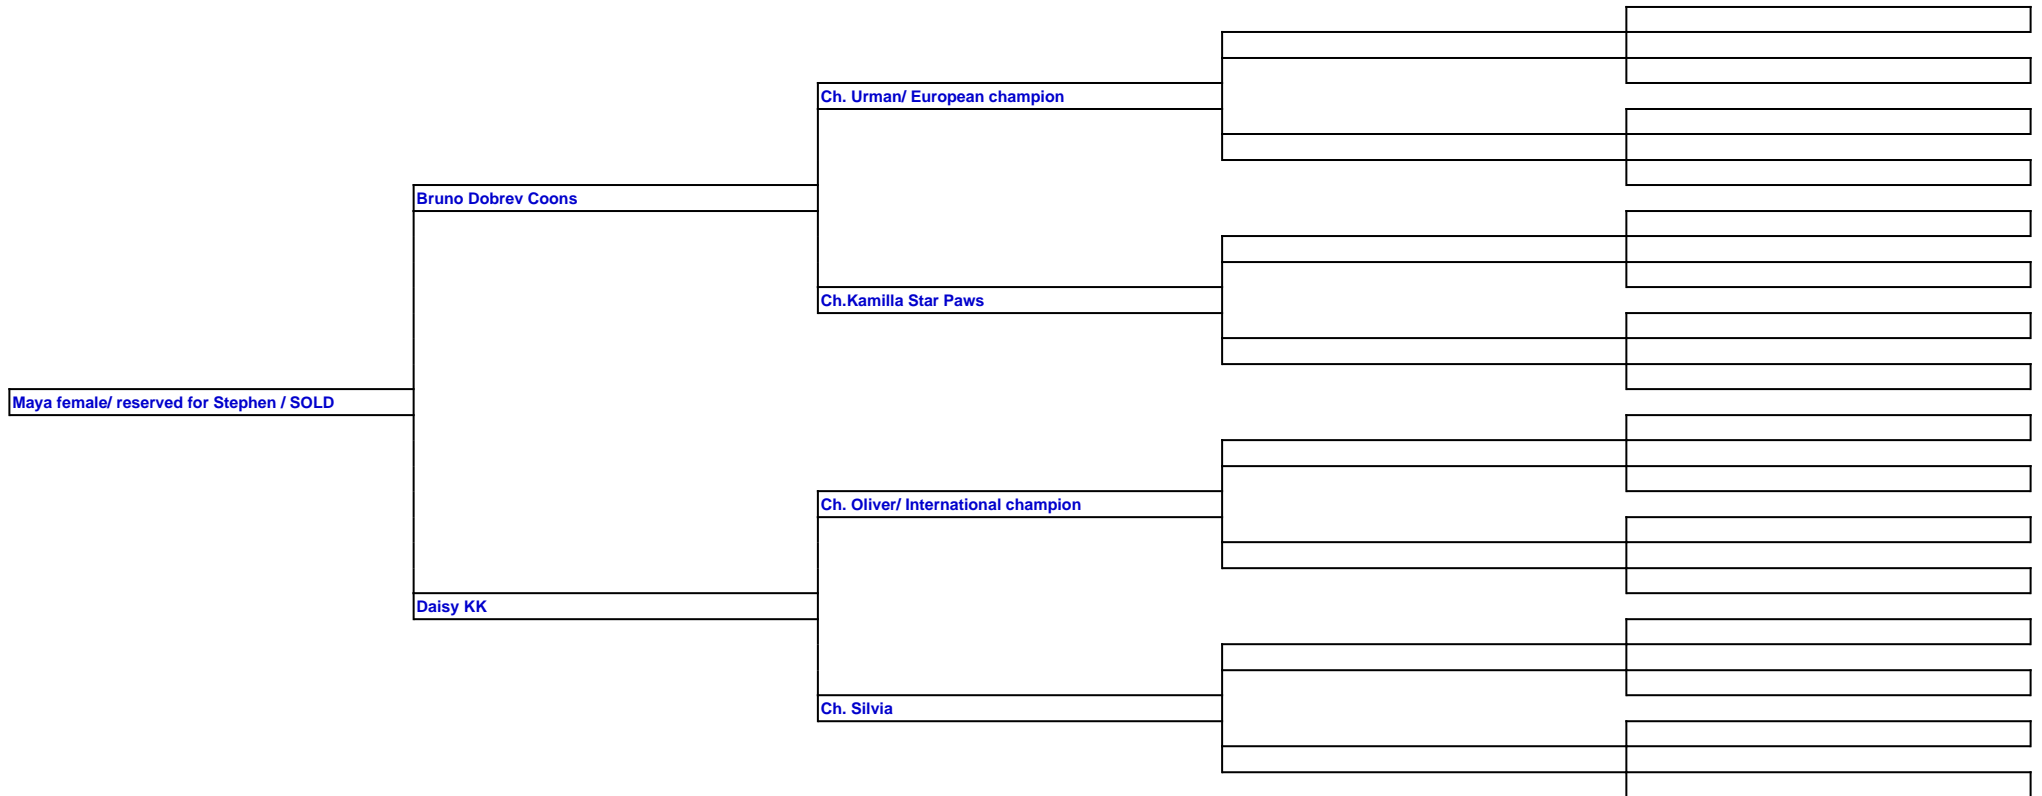 Ch. Urman/ European champion
Bruno Dobrev Coons
Ch.Kamilla Star Paws
Maya female/ reserved for Stephen / SOLD
Ch. Oliver/ International champion
Daisy KK
Ch. Silvia